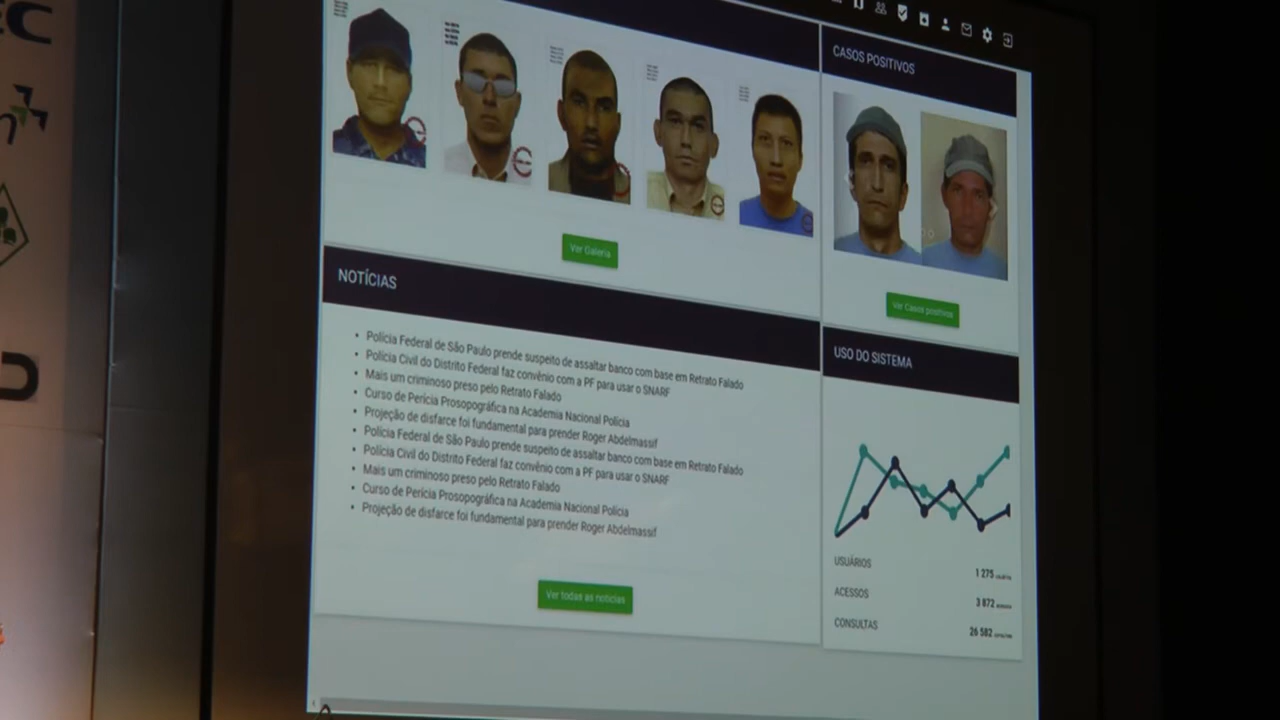 EC
CASOS POSITIVOS
Ver Galeria
Ver Casos positivos
NOTÍCIAS
• Polícia Federal de São Paulo prende suspeito de assaltar banco com base em Retrato Falado
• Polícia Civil do Distrito Federal faz convênio com a PF para usar o SNARF
• Mais um criminoso preso pelo Retrato Falado
• Curso de Perícia Prosopográfica na Academia Nacional Polícia
• Projeção de disfarce foi fundamental para prender Roger Abdelmassif
• Polícia Federal de São Paulo prende suspeito de assaltar banco com base em Retrato Falado
• Polícia Civil do Distrito Federal faz convênio com a PF para usar o SNARF
• Mais um criminoso preso pelo Retrato Falado
• Curso de Perícia Prosopográfica na Academia Nacional Polícia
• Projeção de disfarce foi fundamental para prender Roger Abdelmassif
Ver todas as notícias
USO DO SISTEMA
USUÁRIOS 1 275
ACESSOS 3 872
CONSULTAS 26 582